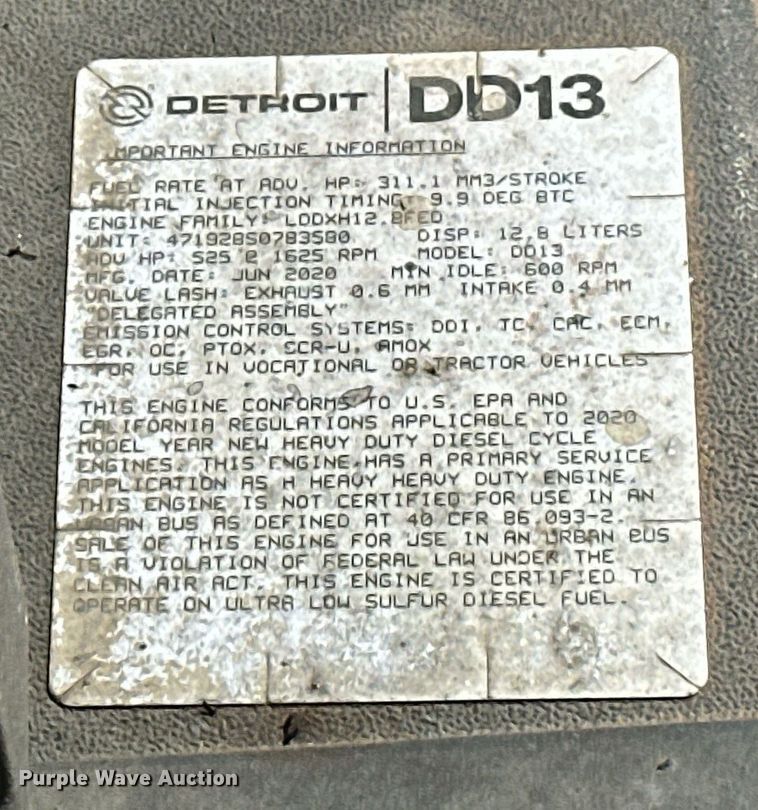 DETROIT | DD13
IMPORTANT ENGINE INFORMATION
FUEL RATE AT ADV. HP: 311.1 MM3/STROKE
INITIAL INJECTION TIMING: 9.9 DEG BTC
ENGINE FAMILY: LDDXH12.8FED
UNIT: 471928S0783580 DISP: 12.8 LITERS
ADV HP: 525 @ 1625 RPM MODEL: DD13
MFG. DATE: JUN 2020 MIN IDLE: 600 RPM
VALVE LASH: EXHAUST 0.6 MM INTAKE 0.4 MM
"DELEGATED ASSEMBLY"
EMISSION CONTROL SYSTEMS: DDI, TC, CAC, ECM,
EGR, OC, PTOX, SCR-U, AMOX
FOR USE IN VOCATIONAL OR TRACTOR VEHICLES
THIS ENGINE CONFORMS TO U.S. EPA AND
CALIFORNIA REGULATIONS APPLICABLE TO 2020
MODEL YEAR NEW HEAVY DUTY DIESEL CYCLE
ENGINES. THIS ENGINE HAS A PRIMARY SERVICE
APPLICATION AS A HEAVY HEAVY DUTY ENGINE.
THIS ENGINE IS NOT CERTIFIED FOR USE IN AN
URBAN BUS AS DEFINED AT 40 CFR 86.093-2.
SALE OF THIS ENGINE FOR USE IN AN URBAN BUS
IS A VIOLATION OF FEDERAL LAW UNDER THE
CLEAN AIR ACT. THIS ENGINE IS CERTIFIED TO
OPERATE ON ULTRA LOW SULFUR DIESEL FUEL.
Purple Wave Auction